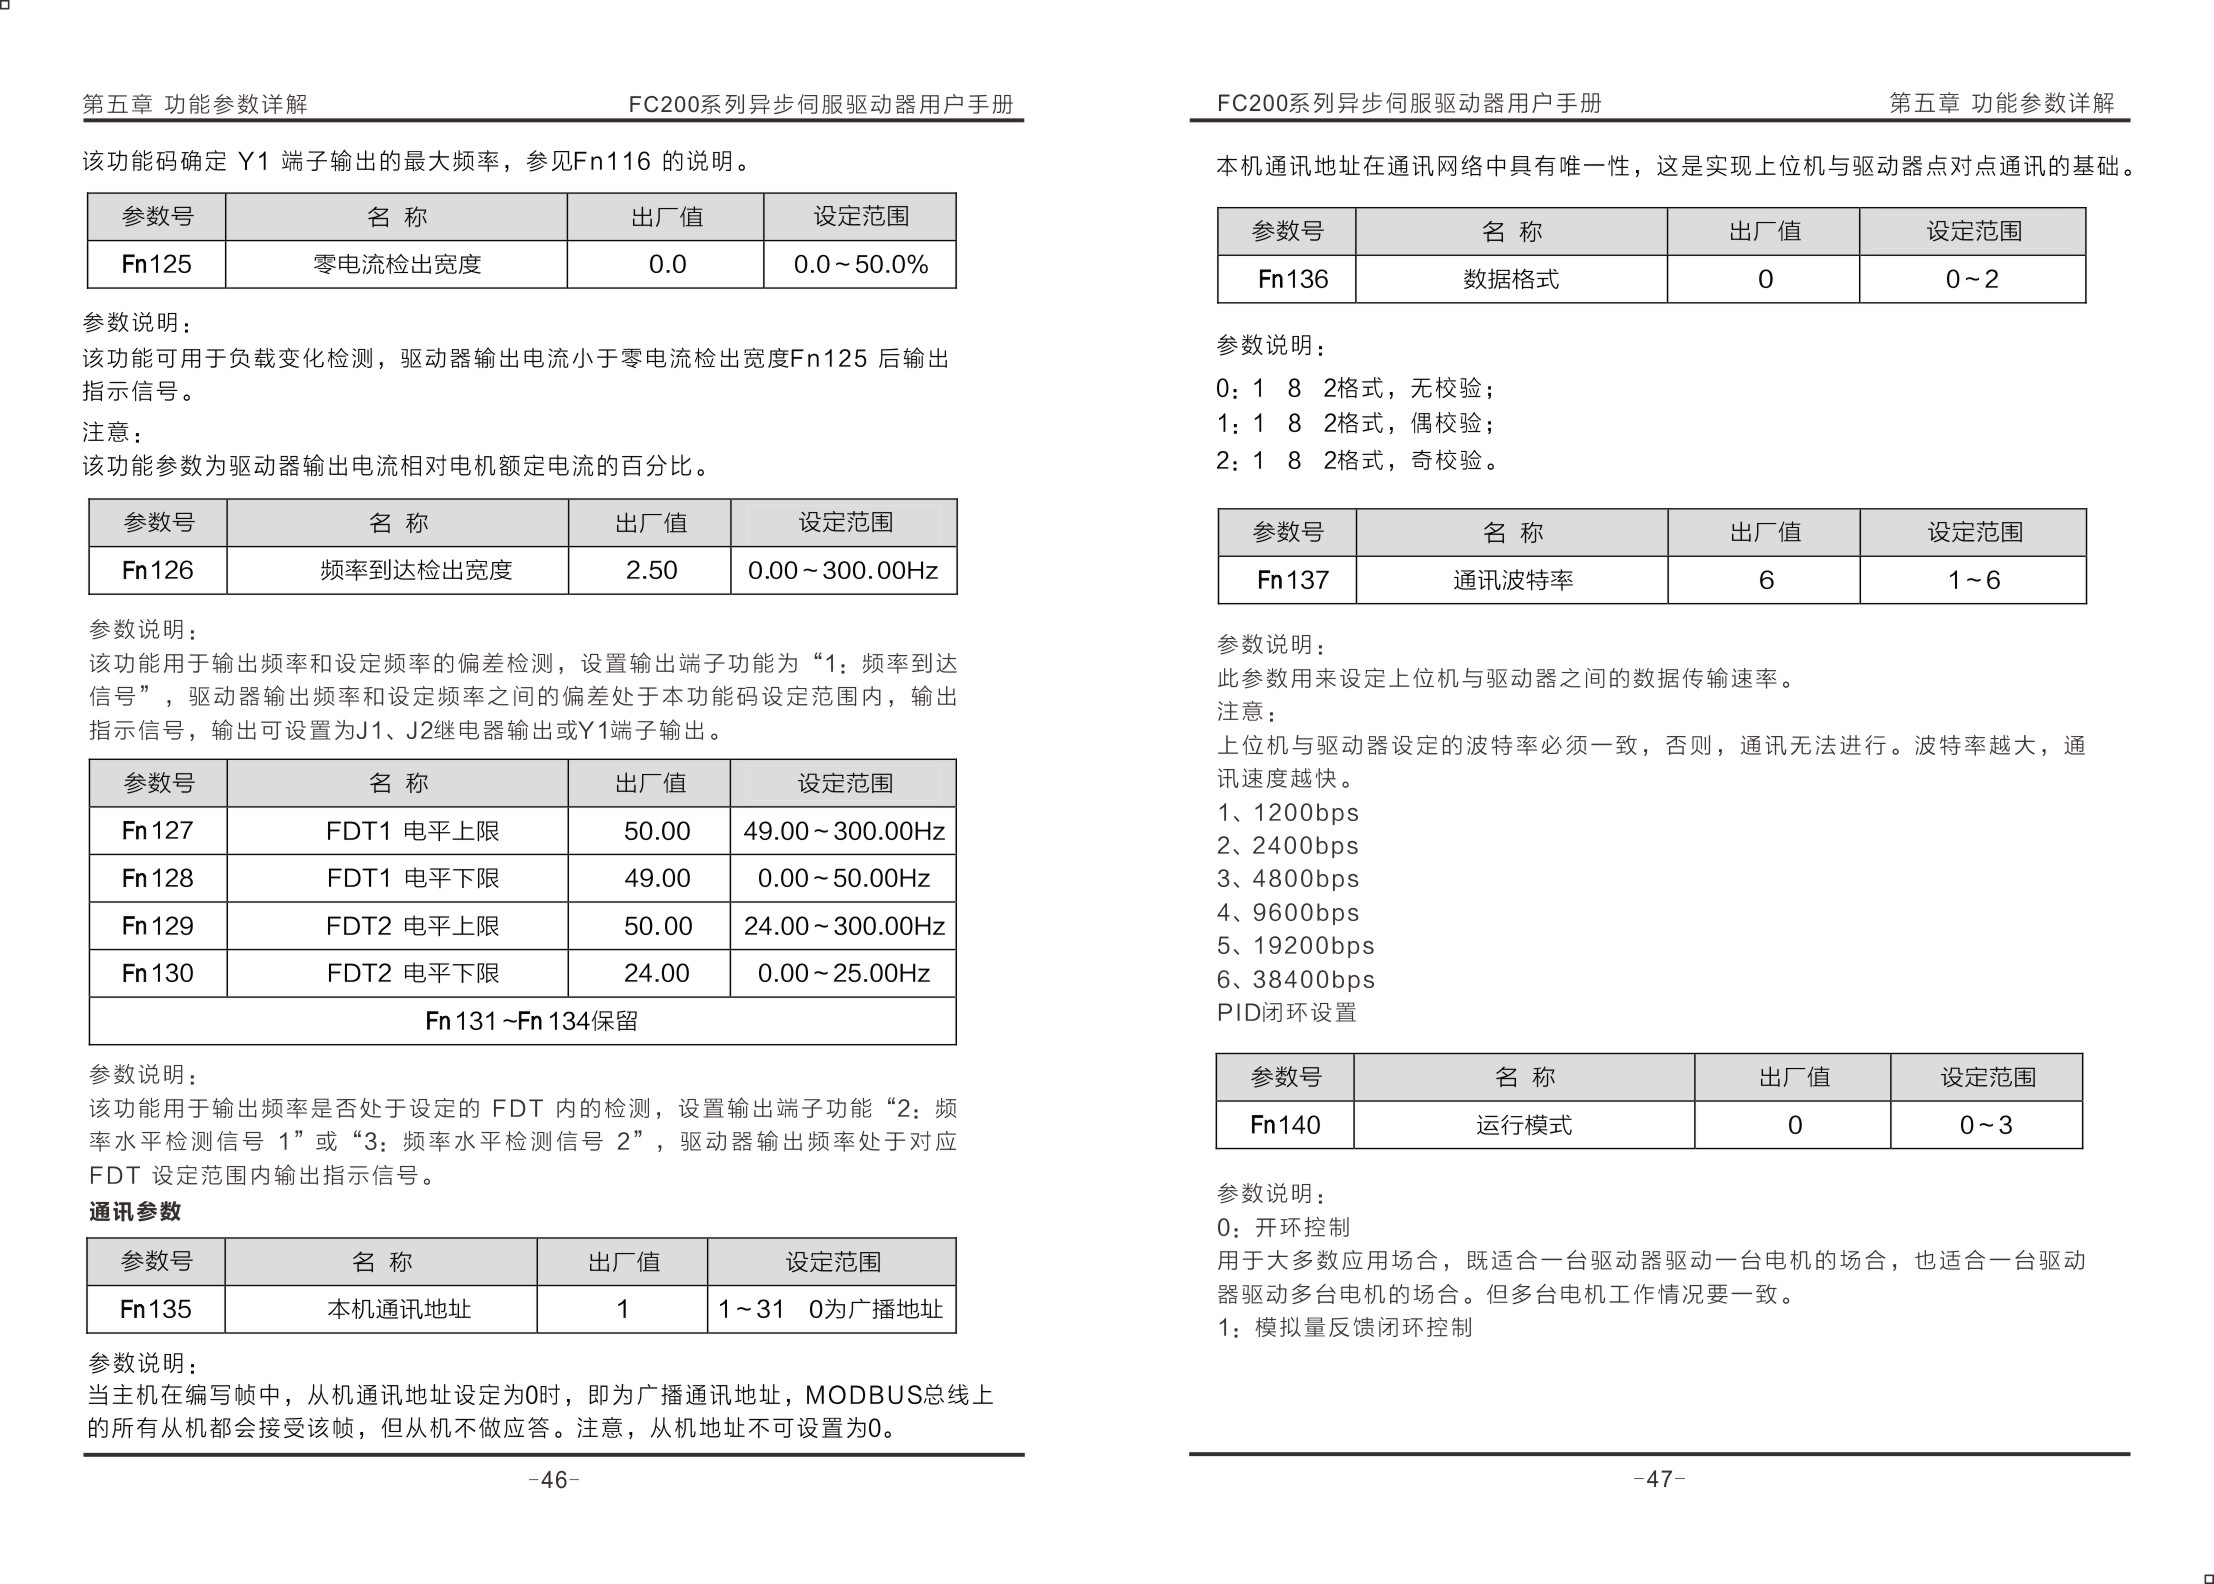 第五章 功能参数详解 FC200系列异步伺服驱动器用户手册
该功能码确定 Y1 端子输出的最大频率，参见Fn116 的说明。
参数号 名 称 出厂值 设定范围
Fn125 零电流检出宽度 0.0 0.0~50.0%
参数说明：
该功能可用于负载变化检测，驱动器输出电流小于零电流检出宽度Fn125 后输出
指示信号。
注意：
该功能参数为驱动器输出电流相对电机额定电流的百分比。
参数号 名 称 出厂值 设定范围
Fn126 频率到达检出宽度 2.50 0.00~300.00Hz
参数说明：
该功能用于输出频率和设定频率的偏差检测，设置输出端子功能为“1：频率到达
信号”，驱动器输出频率和设定频率之间的偏差处于本功能码设定范围内，输出
指示信号，输出可设置为J1、J2继电器输出或Y1端子输出。
参数号 名 称 出厂值 设定范围
Fn127 FDT1 电平上限 50.00 49.00~300.00Hz
Fn128 FDT1 电平下限 49.00 0.00~50.00Hz
Fn129 FDT2 电平上限 50.00 24.00~300.00Hz
Fn130 FDT2 电平下限 24.00 0.00~25.00Hz
Fn131~Fn134保留
参数说明：
该功能用于输出频率是否处于设定的 FDT 内的检测，设置输出端子功能“2：频
率水平检测信号 1”或“3：频率水平检测信号 2”，驱动器输出频率处于对应
FDT 设定范围内输出指示信号。
通讯参数
参数号 名 称 出厂值 设定范围
Fn135 本机通讯地址 1 1~31 0为广播地址
参数说明：
当主机在编写帧中，从机通讯地址设定为0时，即为广播通讯地址，MODBUS总线上
的所有从机都会接受该帧，但从机不做应答。注意，从机地址不可设置为0。
-46-
FC200系列异步伺服驱动器用户手册 第五章 功能参数详解
本机通讯地址在通讯网络中具有唯一性，这是实现上位机与驱动器点对点通讯的基础。
参数号 名 称 出厂值 设定范围
Fn136 数据格式 0 0~2
参数说明：
0：1 8 2格式，无校验；
1：1 8 2格式，偶校验；
2：1 8 2格式，奇校验。
参数号 名 称 出厂值 设定范围
Fn137 通讯波特率 6 1~6
参数说明：
此参数用来设定上位机与驱动器之间的数据传输速率。
注意：
上位机与驱动器设定的波特率必须一致，否则，通讯无法进行。波特率越大，通
讯速度越快。
1、1200bps
2、2400bps
3、4800bps
4、9600bps
5、19200bps
6、38400bps
PID闭环设置
参数号 名 称 出厂值 设定范围
Fn140 运行模式 0 0~3
参数说明：
0：开环控制
用于大多数应用场合，既适合一台驱动器驱动一台电机的场合，也适合一台驱动
器驱动多台电机的场合。但多台电机工作情况要一致。
1：模拟量反馈闭环控制
-47-